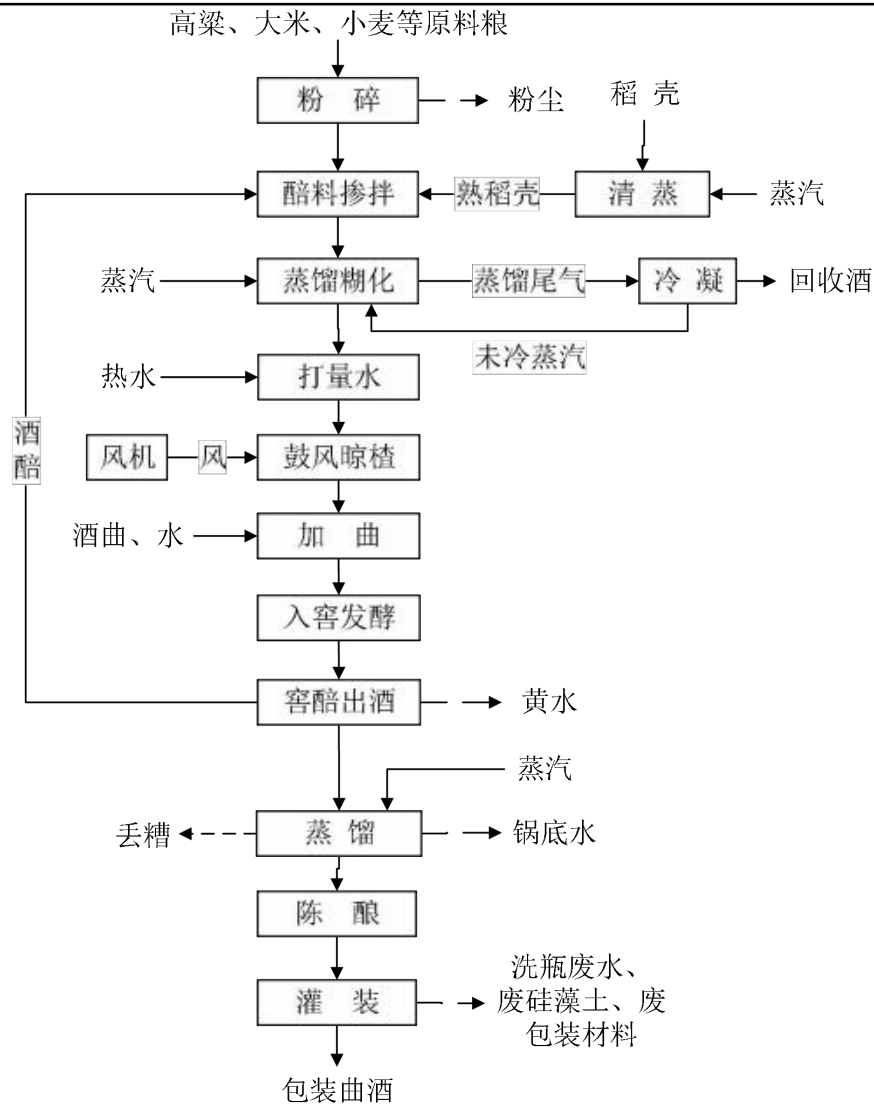 高粱、大米、小麦等原料粮
粉 碎
粉尘
稻 壳
酷料掺拌
熟稻壳
清 蒸
蒸汽
蒸汽
蒸馏糊化
蒸馏尾气
冷 凝
回收酒
未冷蒸汽
热水
打量水
酒
醅
风机
风
鼓风晾楂
酒曲、水
加 曲
入窖发酵
窖醅出酒
黄水
蒸汽
丢糟
蒸 馏
锅底水
陈 酿
洗瓶废水、
灌 装
废硅藻土、废
包装材料
包装曲酒